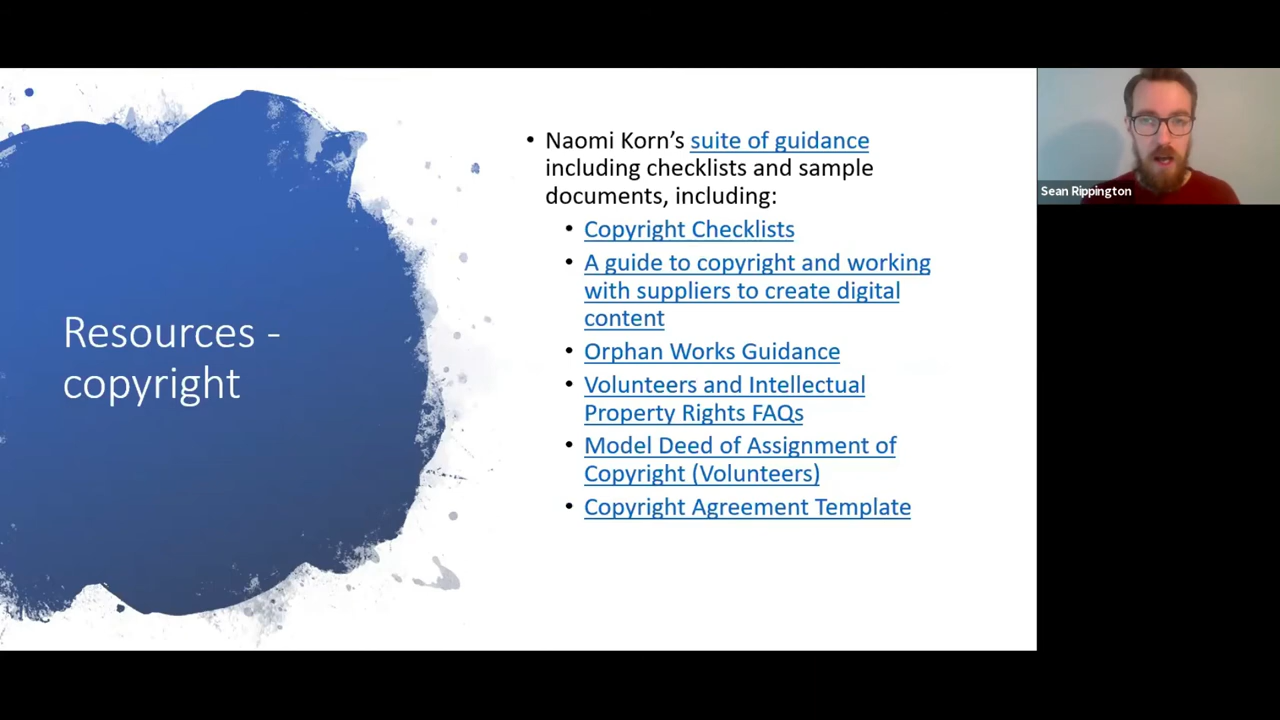 Resources -
copyright
• Naomi Korn’s suite of guidance
including checklists and sample
documents, including:
• Copyright Checklists
• A guide to copyright and working
with suppliers to create digital
content
• Orphan Works Guidance
• Volunteers and Intellectual
Property Rights FAQs
• Model Deed of Assignment of
Copyright (Volunteers)
• Copyright Agreement Template
Sean Rippington